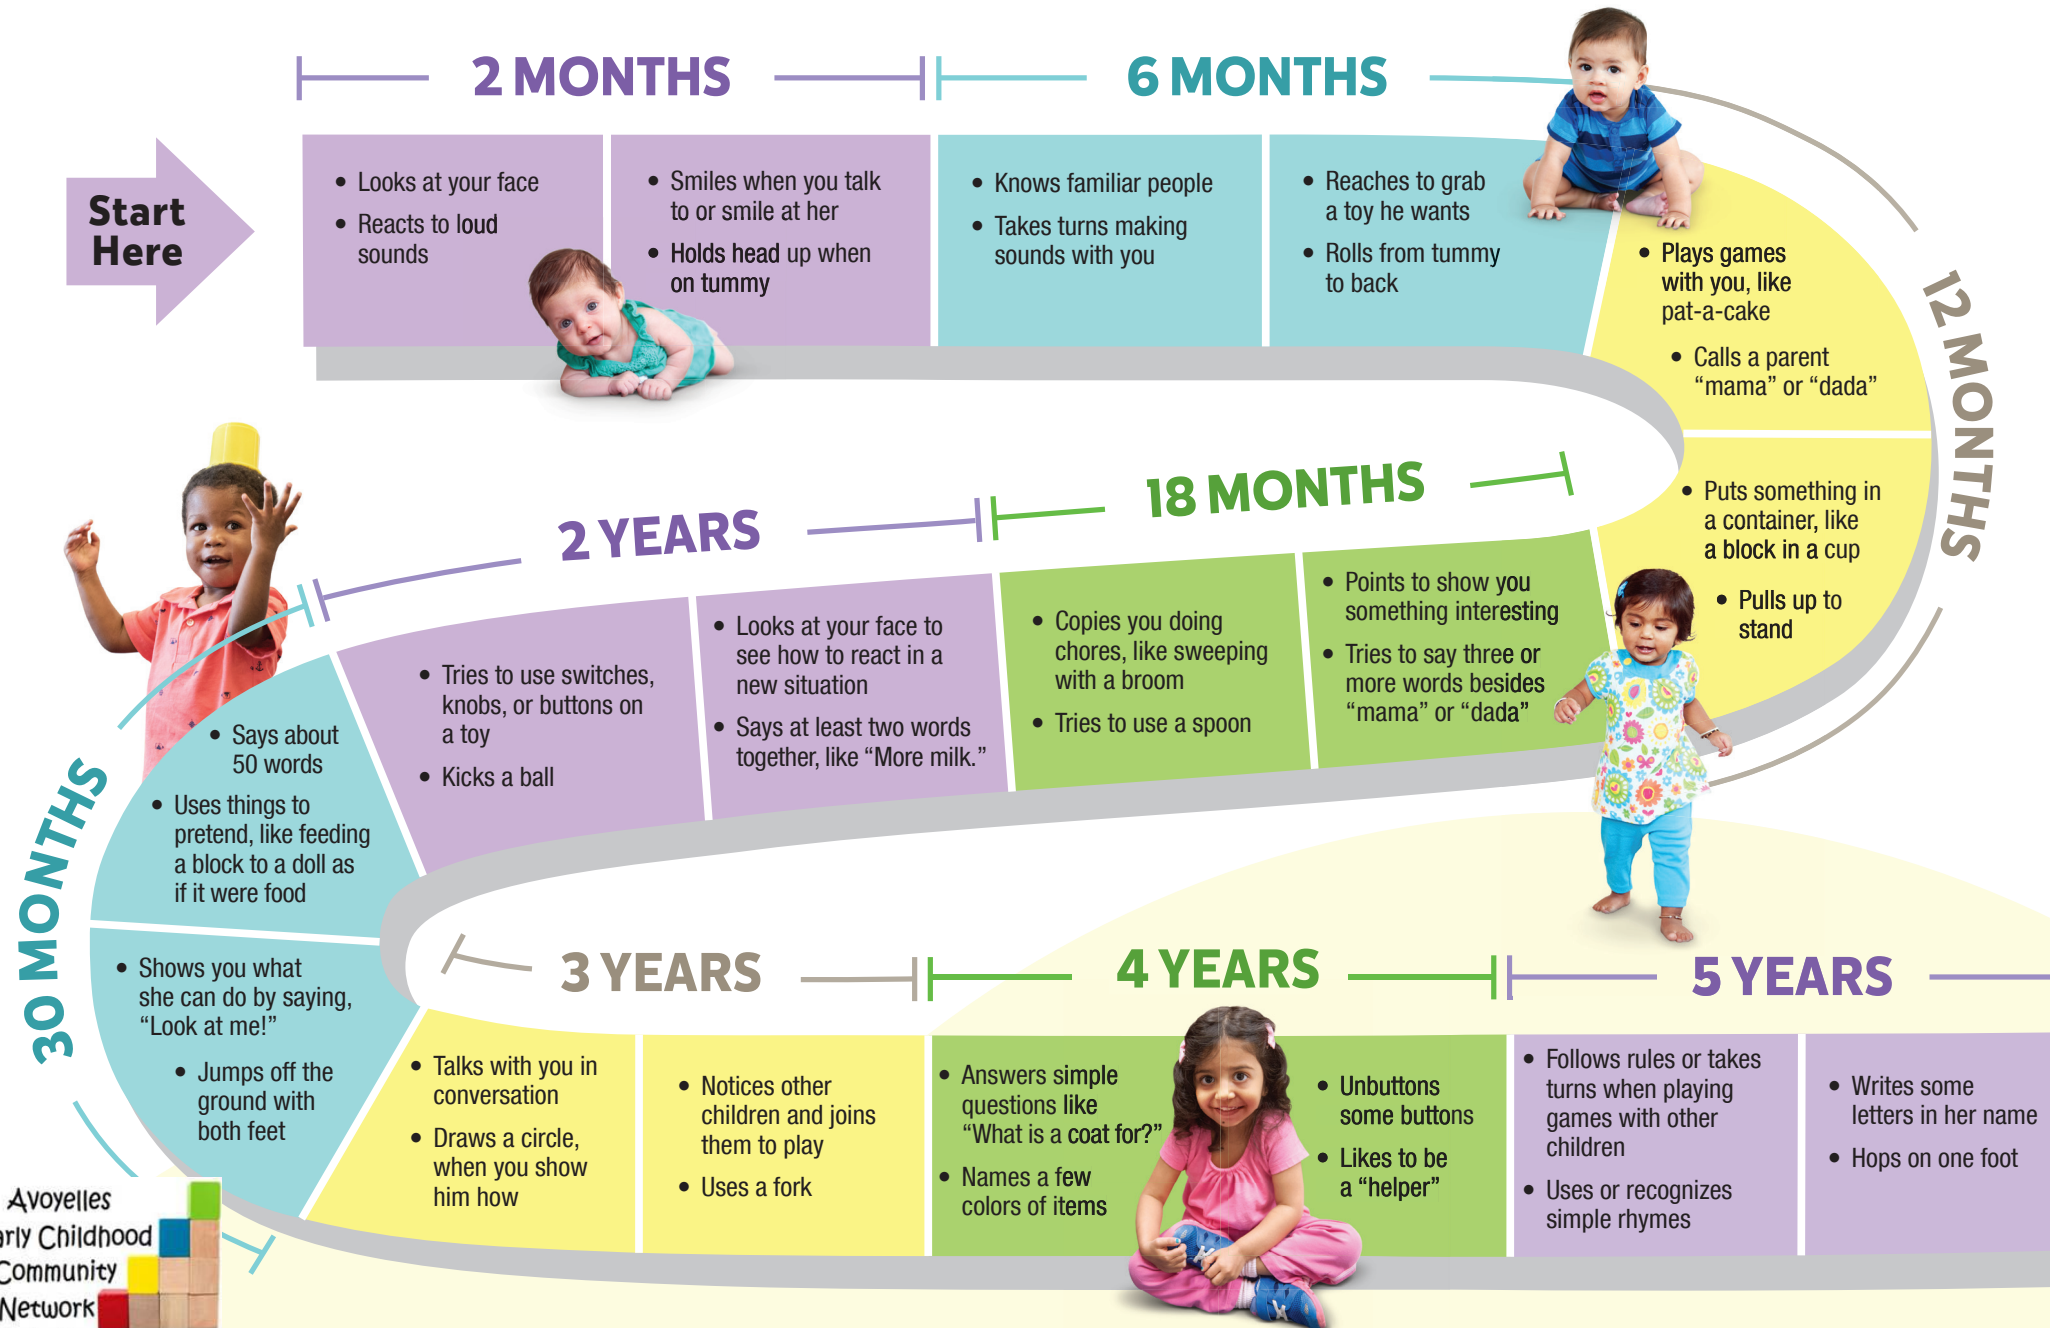 2 MONTHS
6 MONTHS
Start
Here
• Looks at your face
• Reacts to loud
sounds
• Smiles when you talk
to or smile at her
• Holds head up when
on tummy
• Knows familiar people
• Takes turns making
sounds with you
• Reaches to grab
a toy he wants
• Rolls from tummy
to back
12 MONTHS
• Plays games
with you, like
pat-a-cake
• Calls a parent
“mama” or “dada”
• Puts something in
a container, like
a block in a cup
• Pulls up to
stand
18 MONTHS
• Points to show you
something interesting
• Tries to say three or
more words besides
“mama” or “dada”
• Copies you doing
chores, like sweeping
with a broom
• Tries to use a spoon
2 YEARS
• Looks at your face to
see how to react in a
new situation
• Says at least two words
together, like “More milk.”
• Tries to use switches,
knobs, or buttons on
a toy
• Kicks a ball
30 MONTHS
• Says about
50 words
• Uses things to
pretend, like feeding
a block to a doll as
if it were food
• Shows you what
she can do by saying,
“Look at me!”
• Jumps off the
ground with
both feet
3 YEARS
• Talks with you in
conversation
• Draws a circle,
when you show
him how
• Notices other
children and joins
them to play
• Uses a fork
4 YEARS
• Answers simple
questions like
“What is a coat for?”
• Names a few
colors of items
• Unbuttons
some buttons
• Likes to be
a “helper”
5 YEARS
• Follows rules or takes
turns when playing
games with other
children
• Uses or recognizes
simple rhymes
• Writes some
letters in her name
• Hops on one foot
Avoyelles
arly Childhood
Community
Network